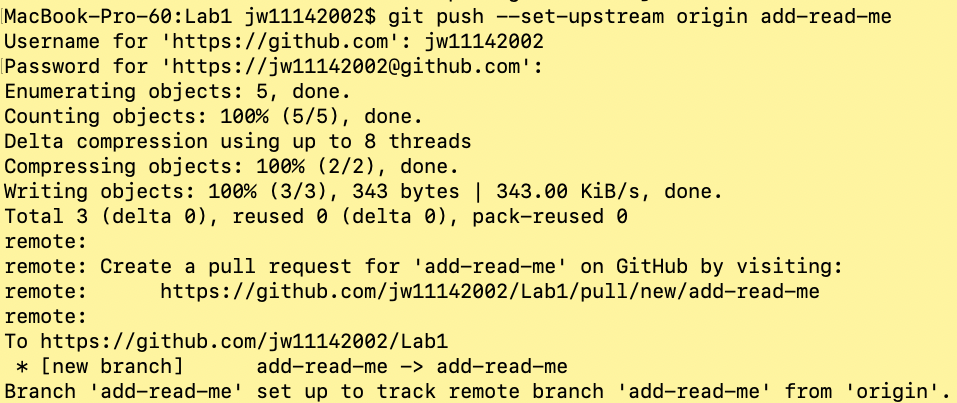 MacBook-Pro-60:Lab1 jw11142002$ git push --set-upstream origin add-read-me
Username for 'https://github.com': jw11142002
Password for 'https://jw11142002@github.com':
Enumerating objects: 5, done.
Counting objects: 100% (5/5), done.
Delta compression using up to 8 threads
Compressing objects: 100% (2/2), done.
Writing objects: 100% (3/3), 343 bytes | 343.00 KiB/s, done.
Total 3 (delta 0), reused 0 (delta 0), pack-reused 0
remote:
remote: Create a pull request for 'add-read-me' on GitHub by visiting:
remote:      https://github.com/jw11142002/Lab1/pull/new/add-read-me
remote:
To https://github.com/jw11142002/Lab1
 * [new branch]      add-read-me -> add-read-me
Branch 'add-read-me' set up to track remote branch 'add-read-me' from 'origin'.